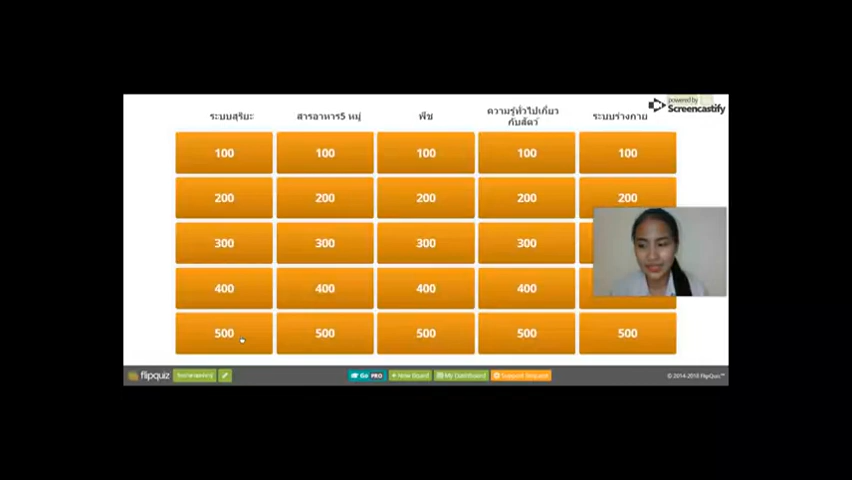 powered by
Screencastify
ระบบสุริยะ
สารอาหาร5 หมู่
พืช
ความรู้ทั่วไปเกี่ยว
กับสัตว์
ระบบร่างกาย
100 100 100 100 100
200 200 200 200 200
300 300 300 300
400 400 400 400
500 500 500 500 500
flipquiz
Go PRO
+ New Board
My Dashboard
Support Request
© 2014-2018 FlipQuiz™